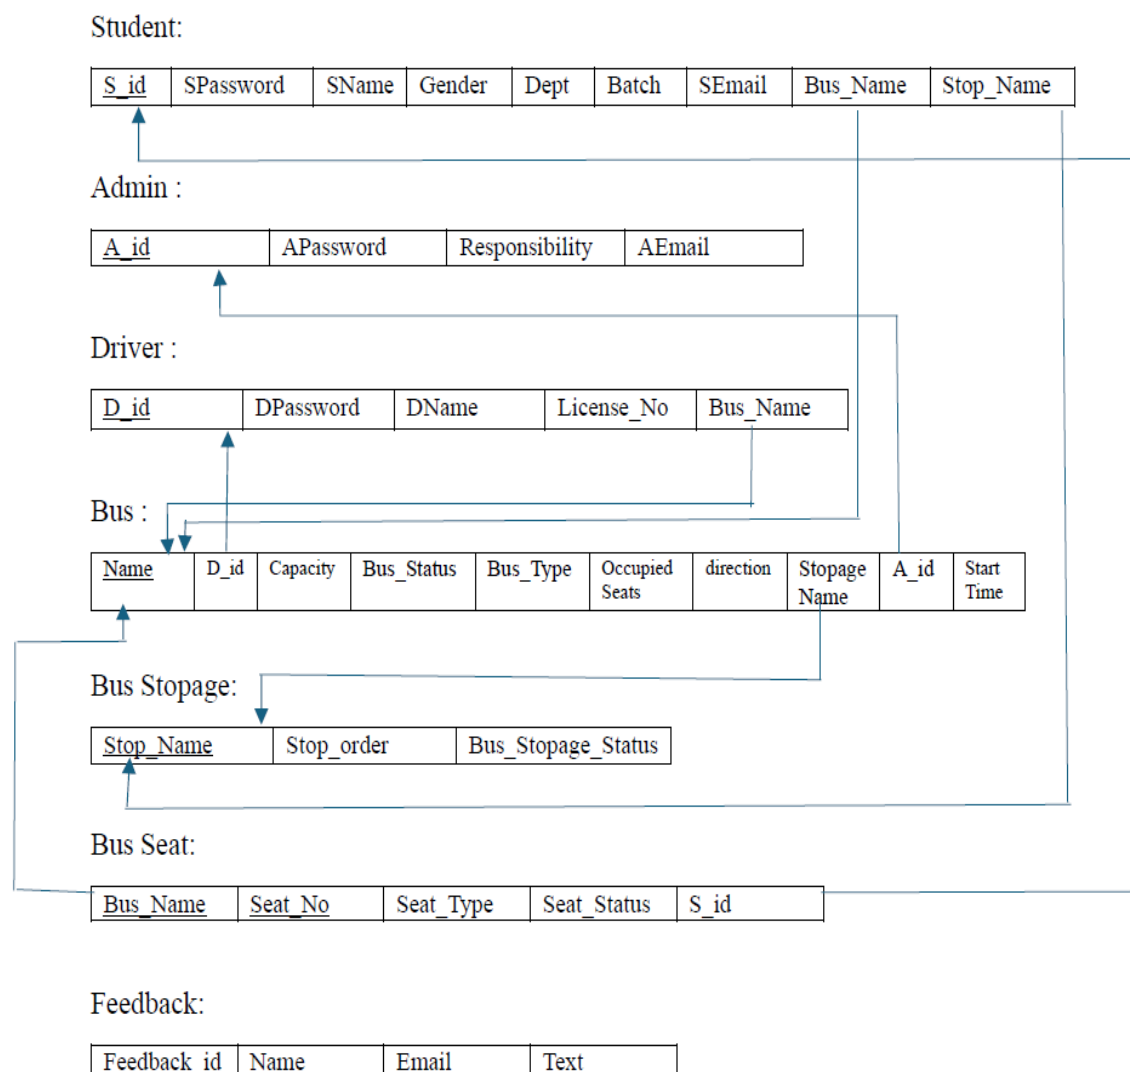 Student:
S_id SPassword SName Gender Dept Batch SEmail Bus_Name Stop_Name
Admin :
A_id APassword Responsibility AEmail
Driver :
D_id DPassword DName License_No Bus_Name
Bus :
Name D_id Capacity Bus_Status Bus_Type Occupied Seats direction Stopage Name A_id Start Time
Bus Stopage:
Stop_Name Stop_order Bus_Stopage_Status
Bus Seat:
Bus_Name Seat_No Seat_Type Seat_Status S_id
Feedback:
Feedback_id Name Email Text